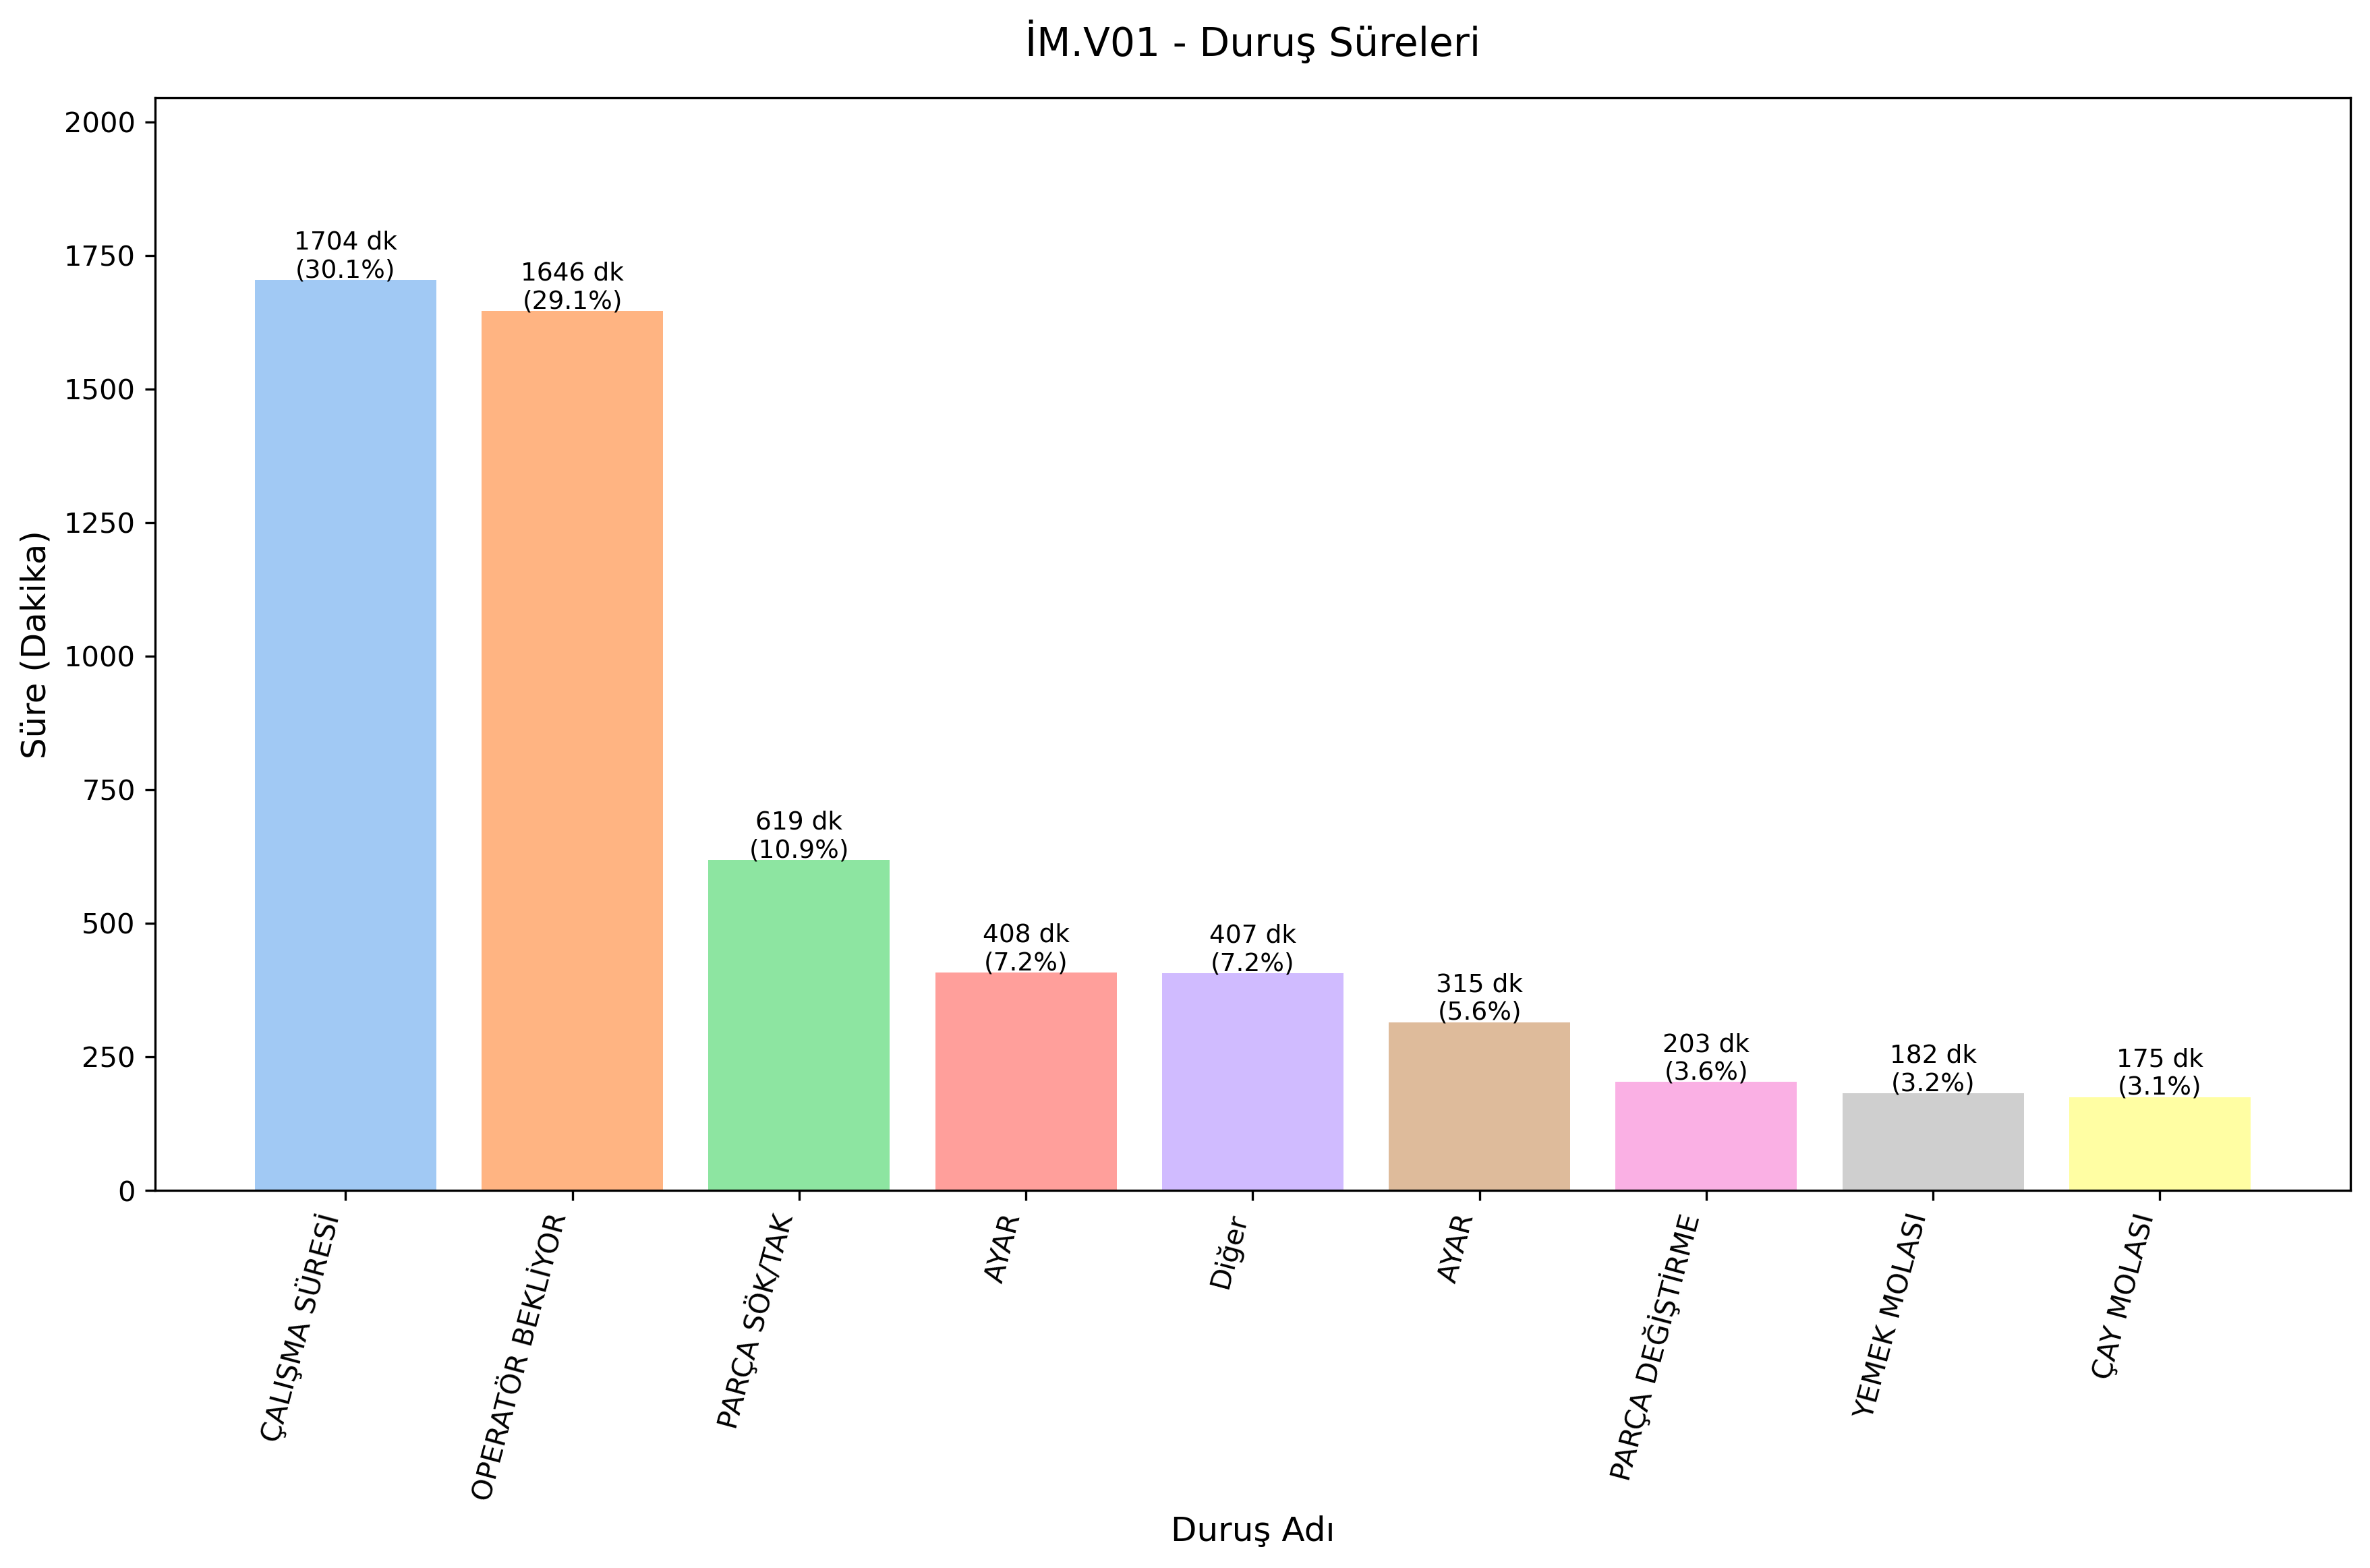 İM.V01 - Duruş Süreleri
Süre (Dakika)
2000
1750
1500
1250
1000
750
500
250
0
1704 dk
(30.1%)
1646 dk
(29.1%)
619 dk
(10.9%)
408 dk
(7.2%)
407 dk
(7.2%)
315 dk
(5.6%)
203 dk
(3.6%)
182 dk
(3.2%)
175 dk
(3.1%)
ÇALIŞMA SÜRESİ
OPERATÖR BEKLİYOR
PARÇA SÖK/TAK
AYAR
Diğer
AYAR
PARÇA DEĞİŞTİRME
YEMEK MOLASI
ÇAY MOLASI
Duruş Adı